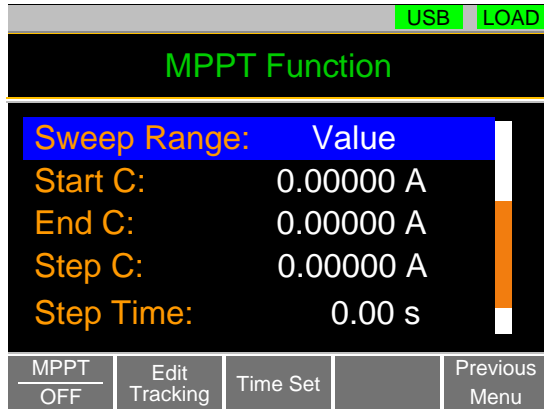 USB LOAD
MPPT Function
Sweep Range: Value
Start C: 0.00000 A
End C: 0.00000 A
Step C: 0.00000 A
Step Time: 0.00 s
MPPT
OFF
Edit
Tracking
Time Set
Previous
Menu